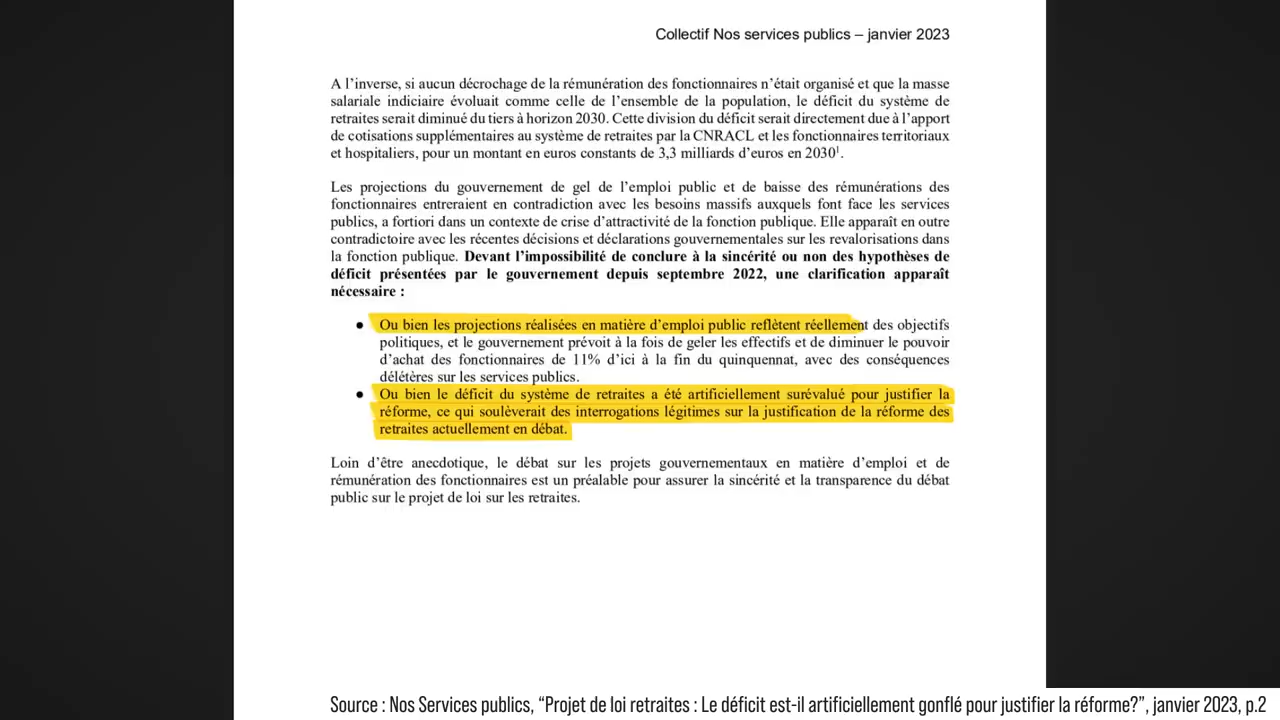 Collectif Nos services publics – janvier 2023
A l’inverse, si aucun décrochage de la rémunération des fonctionnaires n’était organisé et que la masse
salariale indiciaire évoluait comme celle de l’ensemble de la population, le déficit du système de
retraites serait diminué du tiers à horizon 2030. Cette division du déficit serait directement due à l’apport
de cotisations supplémentaires au système de retraites par la CNRACL et les fonctionnaires territoriaux
et hospitaliers, pour un montant en euros constants de 3,3 milliards d’euros en 2030¹.
Les projections du gouvernement de gel de l’emploi public et de baisse des rémunérations des
fonctionnaires entreraient en contradiction avec les besoins massifs auxquels font face les services
publics, a fortiori dans un contexte de crise d’attractivité de la fonction publique. Elle apparaît en outre
contradictoire avec les récentes décisions et déclarations gouvernementales sur les revalorisations dans
la fonction publique. Devant l’impossibilité de conclure à la sincérité ou non des hypothèses de
déficit présentées par le gouvernement depuis septembre 2022, une clarification apparaît
nécessaire :
● Ou bien les projections réalisées en matière d’emploi public reflètent réellement des objectifs
politiques, et le gouvernement prévoit à la fois de geler les effectifs et de diminuer le pouvoir
d’achat des fonctionnaires de 11% d’ici à la fin du quinquennat, avec des conséquences
délétères sur les services publics.
● Ou bien le déficit du système de retraites a été artificiellement surévalué pour justifier la
réforme, ce qui soulèverait des interrogations légitimes sur la justification de la réforme des
retraites actuellement en débat.
Loin d’être anecdotique, le débat sur les projets gouvernementaux en matière d’emploi et de
rémunération des fonctionnaires est un préalable pour assurer la sincérité et la transparence du débat
public sur le projet de loi sur les retraites.
Source : Nos Services publics, “Projet de loi retraites : Le déficit est-il artificiellement gonflé pour justifier la réforme?”, janvier 2023, p.2